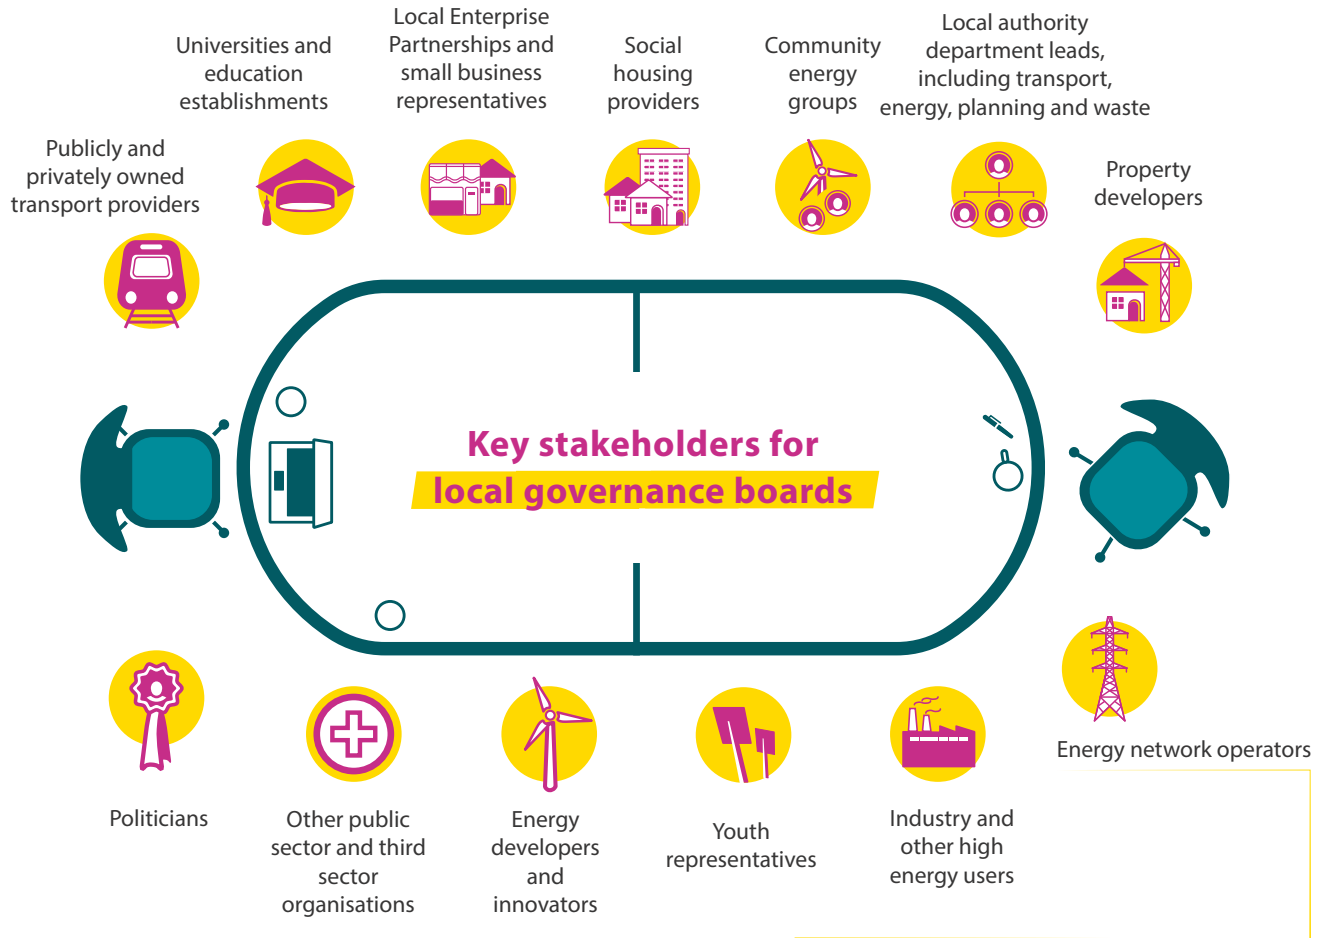 Publicly and
privately owned
transport providers
Universities and
education
establishments
Local Enterprise
Partnerships and
small business
representatives
Social
housing
providers
Community
energy
groups
Local authority
department leads,
including transport,
energy, planning and waste
Property
developers
Key stakeholders for
local governance boards
Politicians
Other public
sector and third
sector
organisations
Energy
developers
and
innovators
Youth
representatives
Industry and
other high
energy users
Energy network operators